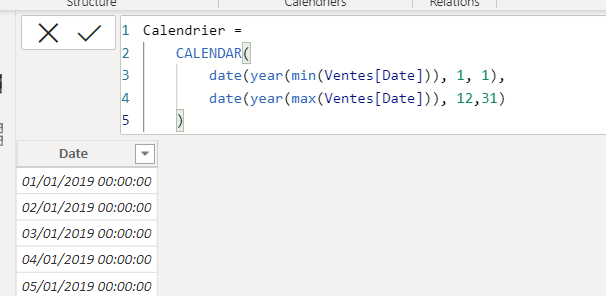 Structure Calendriers Relations
1 Calendrier =
2 CALENDAR(
3 date(year(min(Ventes[Date])), 1, 1),
4 date(year(max(Ventes[Date])), 12,31)
5 )
Date
01/01/2019 00:00:00
02/01/2019 00:00:00
03/01/2019 00:00:00
04/01/2019 00:00:00
05/01/2019 00:00:00